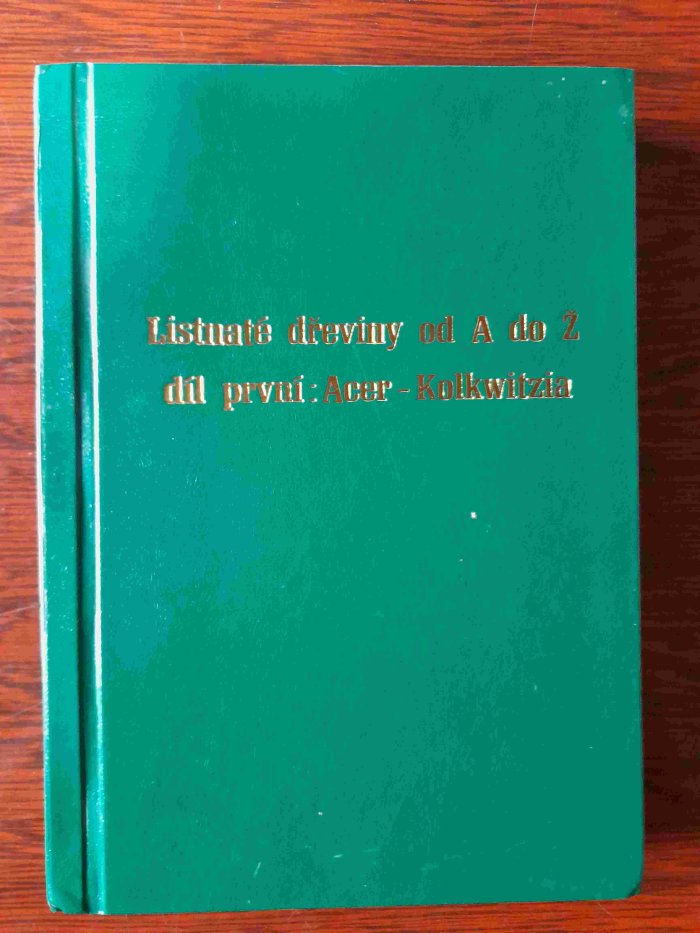 Listnaté dřeviny od A do Ž
díl první: Acer - Kolkwitzia